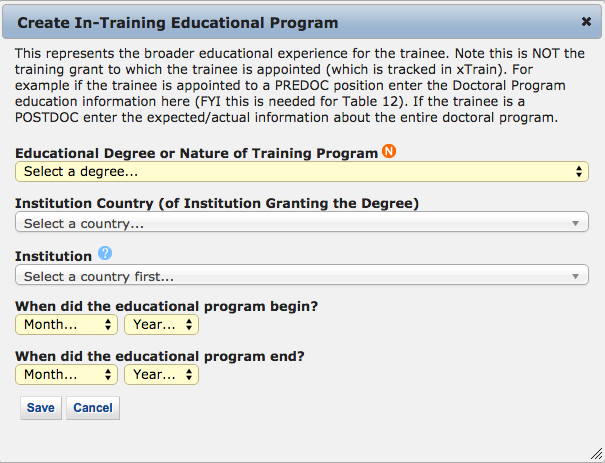 Create In-Training Educational Program
This represents the broader educational experience for the trainee. Note this is NOT the
training grant to which the trainee is appointed (which is tracked in xTrain). For
example if the trainee is appointed to a PREDOC position enter the Doctoral Program
education information here (FYI this is needed for Table 12). If the trainee is a
POSTDOC enter the expected/actual information about the entire doctoral program.
Educational Degree or Nature of Training Program N
Select a degree...
Institution Country (of Institution Granting the Degree)
Select a country...
Institution ?
Select a country first...
When did the educational program begin?
Month... Year...
When did the educational program end?
Month... Year...
Save Cancel